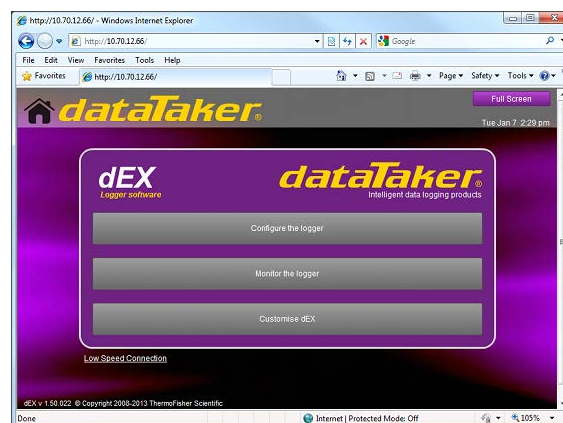 http://10.70.12.66/ - Windows Internet Explorer
http://10.70.12.66/
Google
File Edit View Favorites Tools Help
Favorites
http://10.70.12.66/
Page Safety Tools
dataTaker®
Full Screen
Tue Jan 7 2:29 pm
dEX
Logger software
dataTaker®
Intelligent data logging products
Configure the logger
Monitor the logger
Customise dEX
Low Speed Connection
dEX v 1.50.022 © Copyright 2008-2013 ThermoFisher Scientific
Done
Internet | Protected Mode: Off
105%